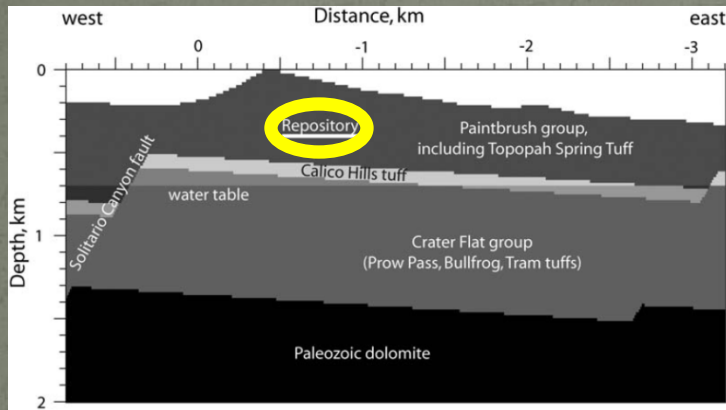 west
Distance, km
east
0
-1
-2
-3
0
Repository
Paintbrush group,
including Topopah Spring Tuff
Calico Hills tuff
Solitario Canyon fault
water table
Depth, km
1
Crater Flat group
(Prow Pass, Bullfrog, Tram tuffs)
Paleozoic dolomite
2